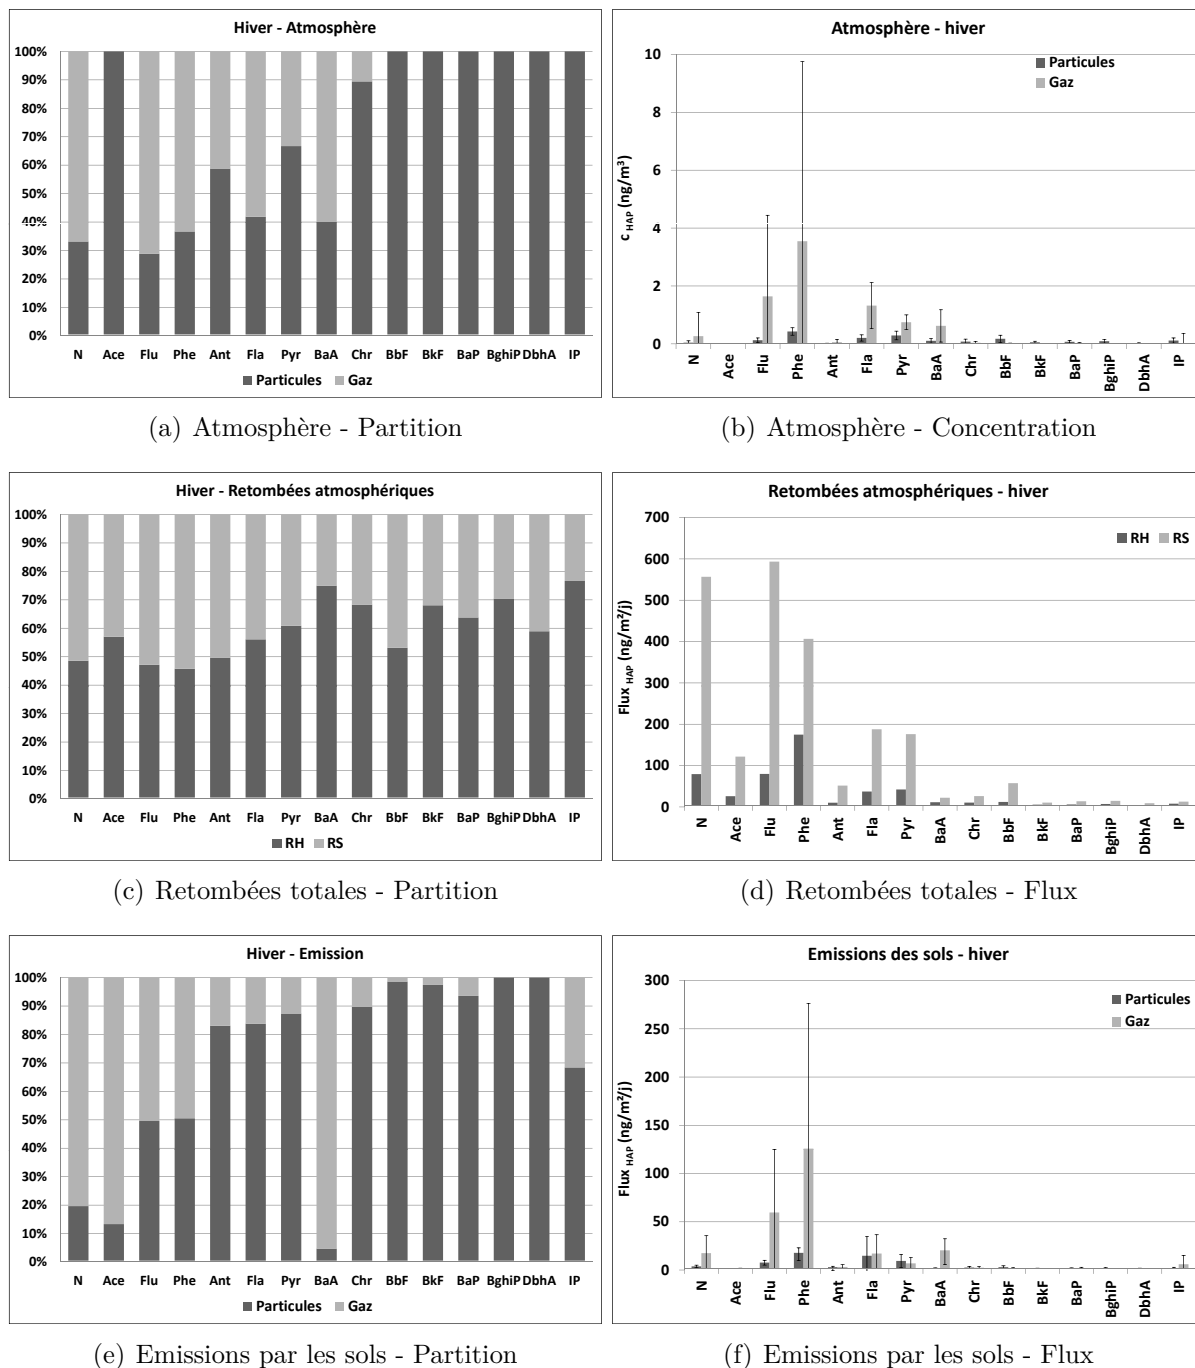 Hiver - Atmosphère
100%
90%
80%
70%
60%
50%
40%
30%
20%
10%
0%
N Ace Flu Phe Ant Fla Pyr BaA Chr BbF BkF BaP BghiP DbhA IP
Particules Gaz
(a) Atmosphère - Partition
Atmosphère - hiver
Particules
Gaz
c HAP (ng/m³)
10
8
6
4
2
0
N Ace Flu Phe Ant Fla Pyr BaA Chr BbF BkF BaP BghiP DbhA IP
(b) Atmosphère - Concentration
Hiver - Retombées atmosphériques
100%
90%
80%
70%
60%
50%
40%
30%
20%
10%
0%
N Ace Flu Phe Ant Fla Pyr BaA Chr BbF BkF BaP BghiP DbhA IP
RH RS
(c) Retombées totales - Partition
Retombées atmosphériques - hiver
RH RS
Flux HAP (ng/m²/j)
700
600
500
400
300
200
100
0
N Ace Flu Phe Ant Fla Pyr BaA Chr BbF BkF BaP BghiP DbhA IP
(d) Retombées totales - Flux
Hiver - Emission
100%
90%
80%
70%
60%
50%
40%
30%
20%
10%
0%
N Ace Flu Phe Ant Fla Pyr BaA Chr BbF BkF BaP BghiP DbhA IP
Particules Gaz
(e) Emissions par les sols - Partition
Emissions des sols - hiver
Particules
Gaz
Flux HAP (ng/m²/j)
300
250
200
150
100
50
0
N Ace Flu Phe Ant Fla Pyr BaA Chr BbF BkF BaP BghiP DbhA IP
(f) Emissions par les sols - Flux